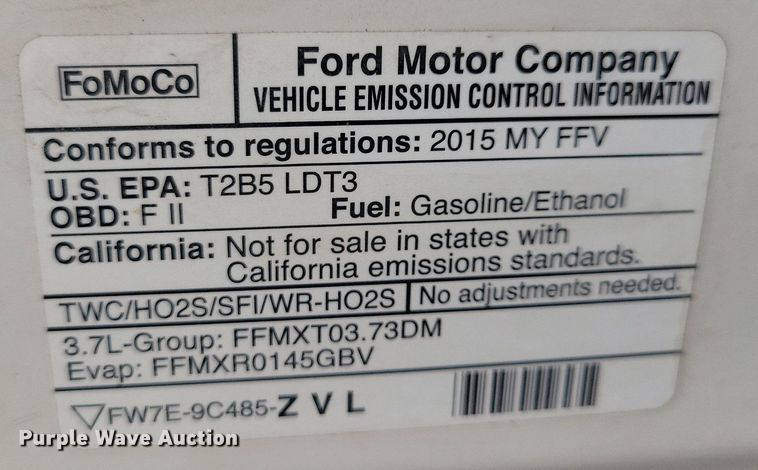 FoMoCo
Ford Motor Company
VEHICLE EMISSION CONTROL INFORMATION
Conforms to regulations: 2015 MY FFV
U.S. EPA: T2B5 LDT3
OBD: F II Fuel: Gasoline/Ethanol
California: Not for sale in states with
California emissions standards.
TWC/HO2S/SFI/WR-HO2S No adjustments needed.
3.7L-Group: FFMXT03.73DM
Evap: FFMXR0145GBV
FW7E-9C485-Z V L
Purple Wave Auction